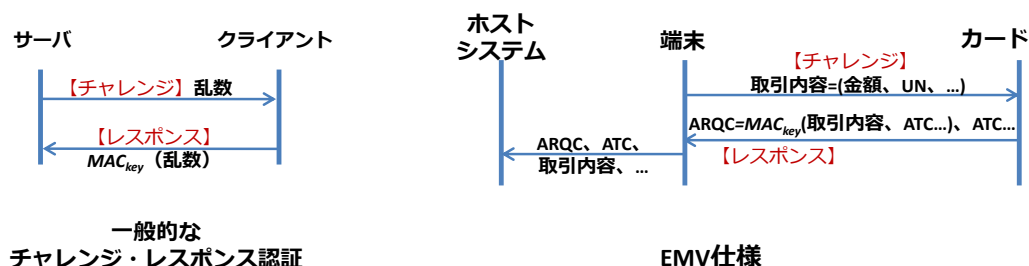 サーバ
クライアント
【チャレンジ】乱数
【レスポンス】
MACkey（乱数）
一般的な
チャレンジ・レスポンス認証
ホスト
システム
端末
カード
【チャレンジ】
取引内容=(金額、UN、…)
ARQC=MACkey(取引内容、ATC…)、ATC…
【レスポンス】
ARQC、ATC、
取引内容、…
EMV仕様